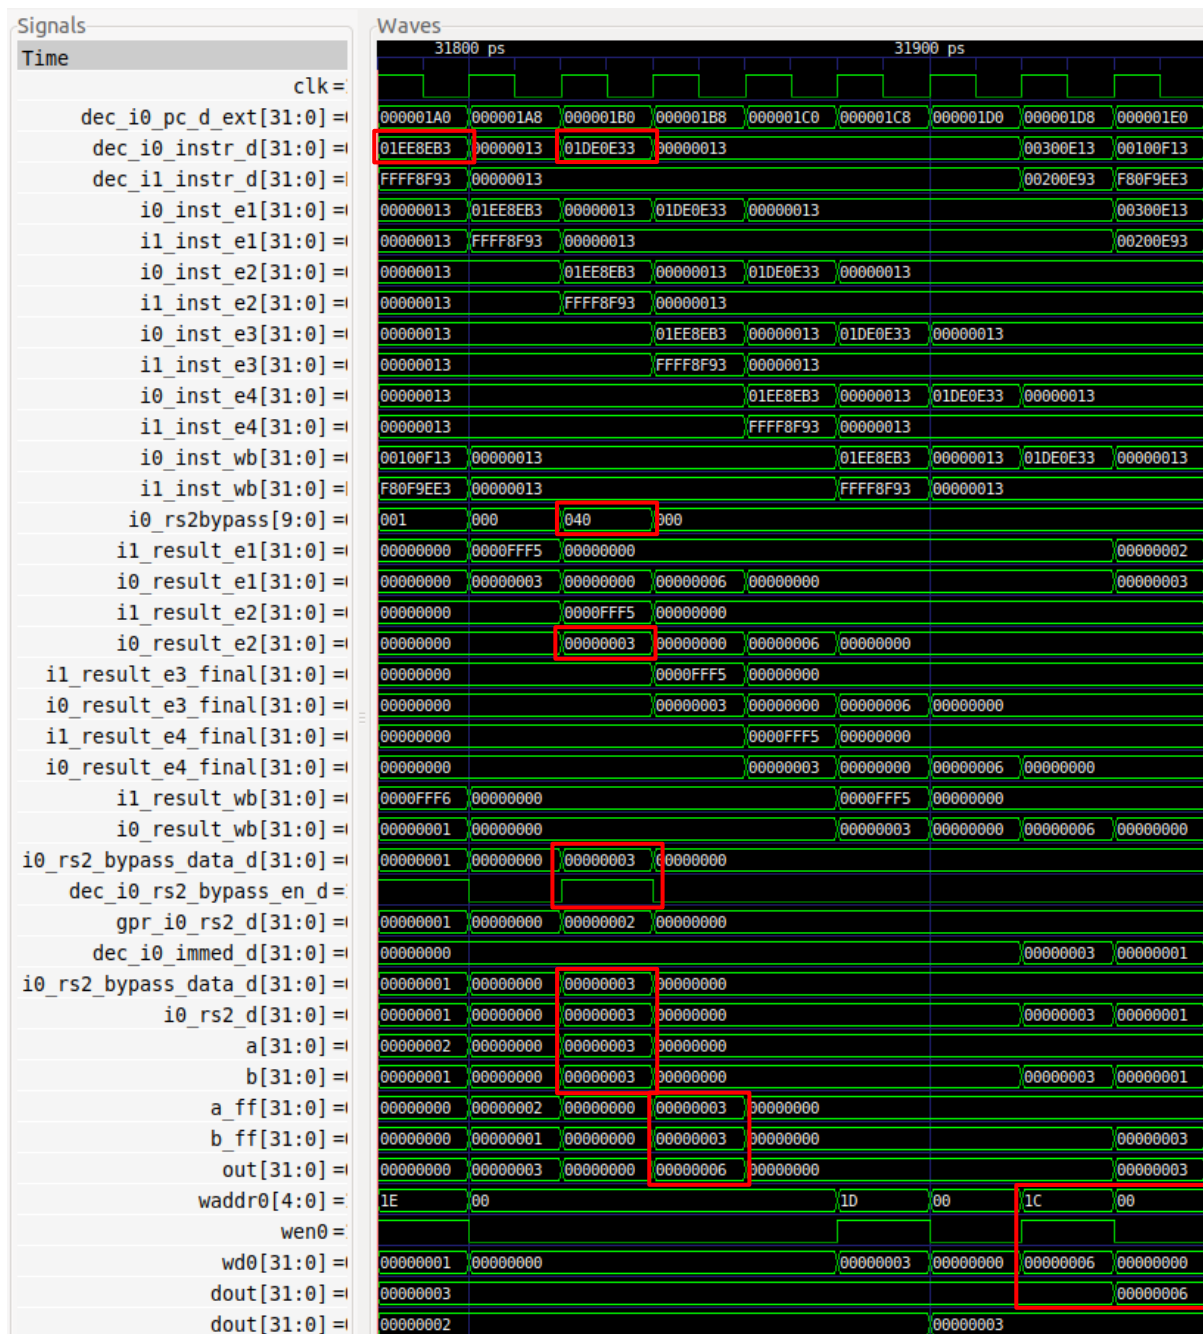 Signals Waves
Time 31800 ps 31900 ps
clk =
dec_i0_pc_d_ext[31:0] = 000001A0 000001A8 000001B0 000001B8 000001C0 000001C8 000001D0 000001D8 000001E0
dec_i0_instr_d[31:0] = 01EE8EB3 00000013 01DE0E33 00000013 00300E13 00100F13
dec_i1_instr_d[31:0] = FFFF8F93 00000013 00200E93 F80F9EE3
i0_inst_e1[31:0] = 00000013 01EE8EB3 00000013 01DE0E33 00000013 00300E13
i1_inst_e1[31:0] = 00000013 FFFF8F93 00000013 00200E93
i0_inst_e2[31:0] = 00000013 01EE8EB3 00000013 01DE0E33 00000013
i1_inst_e2[31:0] = 00000013 FFFF8F93 00000013
i0_inst_e3[31:0] = 00000013 01EE8EB3 00000013 01DE0E33 00000013
i1_inst_e3[31:0] = 00000013 FFFF8F93 00000013
i0_inst_e4[31:0] = 00000013 01EE8EB3 00000013 01DE0E33 00000013
i1_inst_e4[31:0] = 00000013 FFFF8F93 00000013
i0_inst_wb[31:0] = 00100F13 00000013 01EE8EB3 00000013 01DE0E33 00000013
i1_inst_wb[31:0] = F80F9EE3 00000013 FFFF8F93 00000013
i0_rs2bypass[9:0] = 001 000 040 000
i1_result_e1[31:0] = 00000000 0000FFF5 00000000 00000002
i0_result_e1[31:0] = 00000000 00000003 00000000 00000006 00000000 00000003
i1_result_e2[31:0] = 00000000 0000FFF5 00000000
i0_result_e2[31:0] = 00000000 00000003 00000000 00000006 00000000
i1_result_e3_final[31:0] = 00000000 0000FFF5 00000000
i0_result_e3_final[31:0] = 00000000 00000003 00000000 00000006 00000000
i1_result_e4_final[31:0] = 00000000 0000FFF5 00000000
i0_result_e4_final[31:0] = 00000000 00000003 00000000 00000006 00000000
i1_result_wb[31:0] = 0000FFF6 00000000 0000FFF5 00000000
i0_result_wb[31:0] = 00000001 00000000 00000003 00000000 00000006 00000000
i0_rs2_bypass_data_d[31:0] = 00000001 00000000 00000003 00000000
dec_i0_rs2_bypass_en_d =
gpr_i0_rs2_d[31:0] = 00000001 00000000 00000002 00000000
dec_i0_immed_d[31:0] = 00000000 00000003 00000001
i0_rs2_bypass_data_d[31:0] = 00000001 00000000 00000003 00000000
i0_rs2_d[31:0] = 00000001 00000000 00000003 00000000 00000003 00000001
a[31:0] = 00000002 00000000 00000003 00000000
b[31:0] = 00000001 00000000 00000003 00000000 00000003 00000001
a_ff[31:0] = 00000000 00000002 00000000 00000003 00000000
b_ff[31:0] = 00000000 00000001 00000000 00000003 00000000 00000003
out[31:0] = 00000000 00000003 00000000 00000006 00000000 00000003
waddr0[4:0] = 1E 00 1D 00 1C 00
wen0 =
wd0[31:0] = 00000001 00000000 00000003 00000000 00000006 00000000
dout[31:0] = 00000003 00000006
dout[31:0] = 00000002 00000003